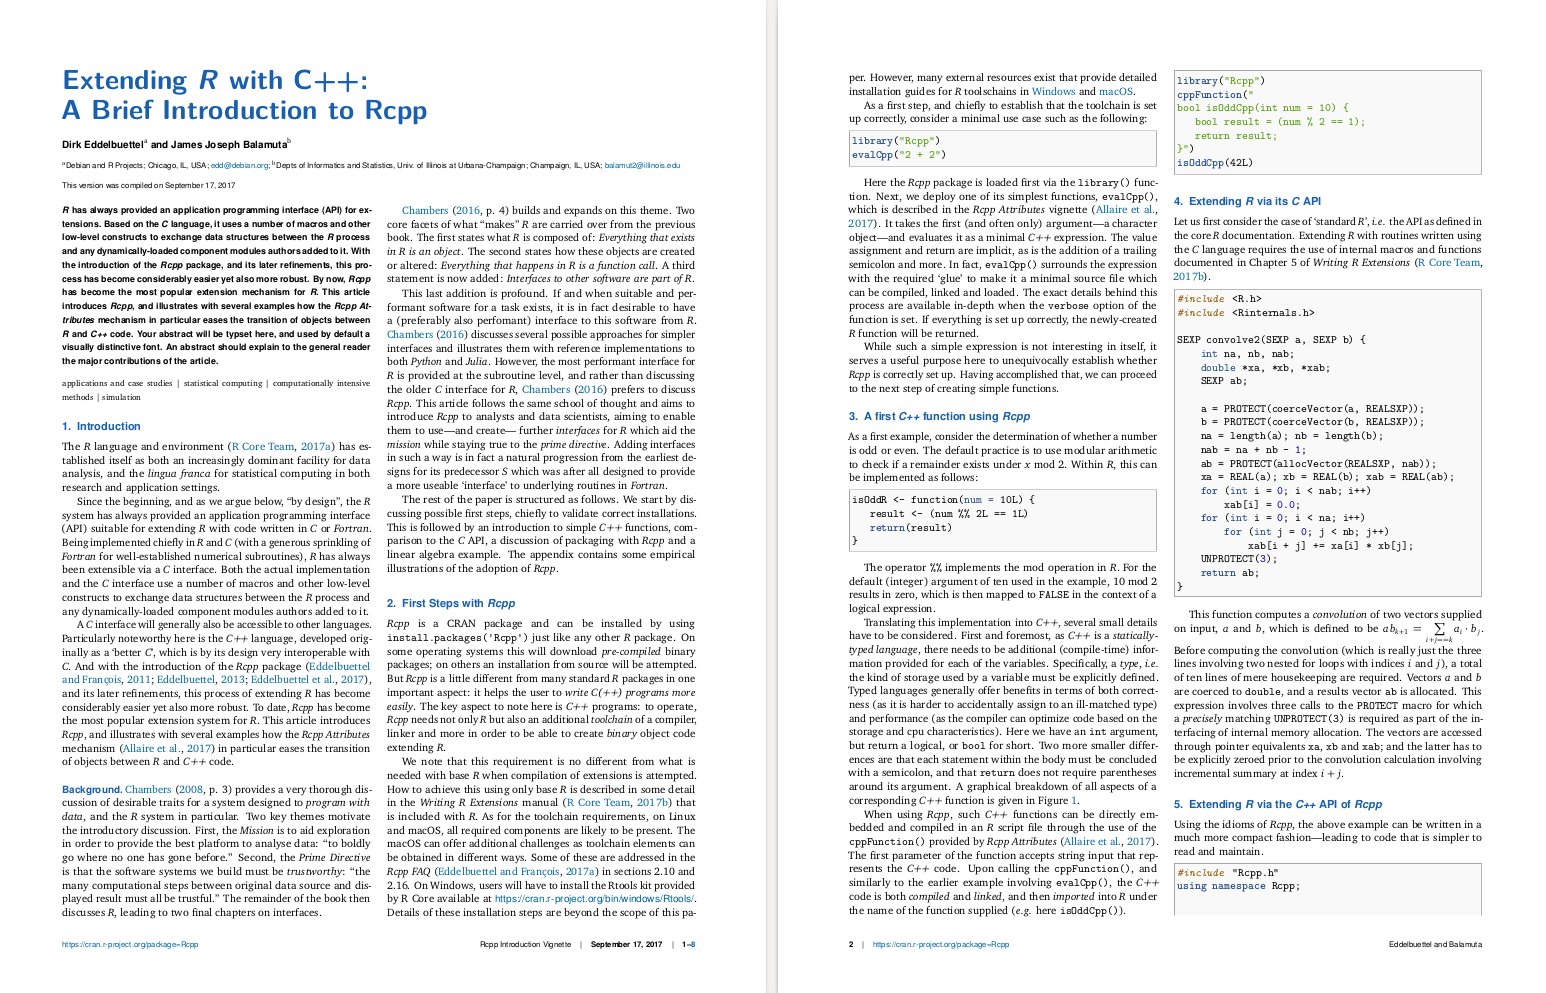 Extending R with C++:
A Brief Introduction to Rcpp
Dirk Eddelbuettel^a and James Joseph Balamuta^b
^a Debian and R Projects; Chicago, IL, USA; edd@debian.org; ^b Depts of Informatics and Statistics, Univ. of Illinois at Urbana-Champaign; Champaign, IL, USA; balamut2@illinois.edu
This version was compiled on September 17, 2017
R has always provided an application programming interface (API) for ex-
tensions. Based on the C language, it uses a number of macros and other
low-level constructs to exchange data structures between the R process
and any dynamically-loaded component modules authors added to it. With
the introduction of the Rcpp package, and its later refinements, this pro-
cess has become considerably easier yet also more robust. By now, Rcpp
has become the most popular extension mechanism for R. This article
introduces Rcpp, and illustrates with several examples how the Rcpp At-
tributes mechanism in particular eases the transition of objects between
R and C++ code. Your abstract will be typeset here, and used by default a
visually distinctive font. An abstract should explain to the general reader
the major contributions of the article.
applications and case studies | statistical computing | computationally intensive
methods | simulation
1. Introduction
The R language and environment (R Core Team, 2017a) has es-
tablished itself as both an increasingly dominant facility for data
analysis, and the lingua franca for statistical computing in both
research and application settings.
Since the beginning, and as we argue below, “by design”, the R
system has always provided an application programming interface
(API) suitable for extending R with code written in C or Fortran.
Being implemented chiefly in R and C (with a generous sprinkling of
Fortran for well-established numerical subroutines), R has always
been extensible via a C interface. Both the actual implementation
and the C interface use a number of macros and other low-level
constructs to exchange data structures between the R process and
any dynamically-loaded component modules authors added to it.
A C interface will generally also be accessible to other languages.
Particularly noteworthy here is the C++ language, developed orig-
inally as a ‘better C’, which is by its design very interoperable with
C. And with the introduction of the Rcpp package (Eddelbuettel
and François, 2011; Eddelbuettel, 2013; Eddelbuettel et al., 2017),
and its later refinements, this process of extending R has become
considerably easier yet also more robust. To date, Rcpp has become
the most popular extension system for R. This article introduces
Rcpp, and illustrates with several examples how the Rcpp Attributes
mechanism (Allaire et al., 2017) in particular eases the transition
of objects between R and C++ code.
Background. Chambers (2008, p. 3) provides a very thorough dis-
cussion of desirable traits for a system designed to program with
data, and the R system in particular. Two key themes motivate
the introductory discussion. First, the Mission is to aid exploration
in order to provide the best platform to analyse data: “to boldly
go where no one has gone before.” Second, the Prime Directive
is that the software systems we build must be trustworthy: “the
many computational steps between original data source and dis-
played result must all be trustful.” The remainder of the book then
discusses R, leading to two final chapters on interfaces.
Chambers (2016, p. 4) builds and expands on this theme. Two
core facets of what “makes” R are carried over from the previous
book. The first states what R is composed of: Everything that exists
in R is an object. The second states how these objects are created
or altered: Everything that happens in R is a function call. A third
statement is now added: Interfaces to other software are part of R.
This last addition is profound. If and when suitable and per-
formant software for a task exists, it is in fact desirable to have
a (preferably also perfomant) interface to this software from R.
Chambers (2016) discusses several possible approaches for simpler
interfaces and illustrates them with reference implementations to
both Python and Julia. However, the most performant interface for
R is provided at the subroutine level, and rather than discussing
the older C interface for R, Chambers (2016) prefers to discuss
Rcpp. This article follows the same school of thought and aims to
introduce Rcpp to analysts and data scientists, aiming to enable
them to use—and create— further interfaces for R which aid the
mission while staying true to the prime directive. Adding interfaces
in such a way is in fact a natural progression from the earliest de-
signs for its predecessor S which was after all designed to provide
a more useable ‘interface’ to underlying routines in Fortran.
The rest of the paper is structured as follows. We start by dis-
cussing possible first steps, chiefly to validate correct installations.
This is followed by an introduction to simple C++ functions, com-
parison to the C API, a discussion of packaging with Rcpp and a
linear algebra example. The appendix contains some empirical
illustrations of the adoption of Rcpp.
2. First Steps with Rcpp
Rcpp is a CRAN package and can be installed by using
install.packages('Rcpp') just like any other R package. On
some operating systems this will download pre-compiled binary
packages; on others an installation from source will be attempted.
But Rcpp is a little different from many standard R packages in one
important aspect: it helps the user to write C(++) programs more
easily. The key aspect to note here is C++ programs: to operate,
Rcpp needs not only R but also an additional toolchain of a compiler,
linker and more in order to be able to create binary object code
extending R.
We note that this requirement is no different from what is
needed with base R when compilation of extensions is attempted.
How to achieve this using only base R is described in some detail
in the Writing R Extensions manual (R Core Team, 2017b) that
is included with R. As for the toolchain requirements, on Linux
and macOS, all required components are likely to be present. The
macOS can offer additional challenges as toolchain elements can
be obtained in different ways. Some of these are addressed in the
Rcpp FAQ (Eddelbuettel and François, 2017a) in sections 2.10 and
2.16. On Windows, users will have to install the Rtools kit provided
by R Core available at https://cran.r-project.org/bin/windows/Rtools/.
Details of these installation steps are beyond the scope of this pa-
https://cran.r-project.org/package=Rcpp
Rcpp Introduction Vignette | September 17, 2017 | 1–8
per. However, many external resources exist that provide detailed
installation guides for R toolschains in Windows and macOS.
As a first step, and chiefly to establish that the toolchain is set
up correctly, consider a minimal use case such as the following:
library("Rcpp")
evalCpp("2 + 2")
Here the Rcpp package is loaded first via the library() func-
tion. Next, we deploy one of its simplest functions, evalCpp(),
which is described in the Rcpp Attributes vignette (Allaire et al.,
2017). It takes the first (and often only) argument—a character
object—and evaluates it as a minimal C++ expression. The value
assignment and return are implicit, as is the addition of a trailing
semicolon and more. In fact, evalCpp() surrounds the expression
with the required ‘glue’ to make it a minimal source file which
can be compiled, linked and loaded. The exact details behind this
process are available in-depth when the verbose option of the
function is set. If everything is set up correctly, the newly-created
R function will be returned.
While such a simple expression is not interesting in itself, it
serves a useful purpose here to unequivocally establish whether
Rcpp is correctly set up. Having accomplished that, we can proceed
to the next step of creating simple functions.
3. A first C++ function using Rcpp
As a first example, consider the determination of whether a number
is odd or even. The default practice is to use modular arithmetic
to check if a remainder exists under x mod 2. Within R, this can
be implemented as follows:
isOddR <- function(num = 10L) {
   result <- (num %% 2L == 1L)
   return(result)
}
The operator %% implements the mod operation in R. For the
default (integer) argument of ten used in the example, 10 mod 2
results in zero, which is then mapped to FALSE in the context of a
logical expression.
Translating this implementation into C++, several small details
have to be considered. First and foremost, as C++ is a statically-
typed language, there needs to be additional (compile-time) infor-
mation provided for each of the variables. Specifically, a type, i.e.
the kind of storage used by a variable must be explicitly defined.
Typed languages generally offer benefits in terms of both correct-
ness (as it is harder to accidentally assign to an ill-matched type)
and performance (as the compiler can optimize code based on the
storage and cpu characteristics). Here we have an int argument,
but return a logical, or bool for short. Two more smaller differ-
ences are that each statement within the body must be concluded
with a semicolon, and that return does not require parentheses
around its argument. A graphical breakdown of all aspects of a
corresponding C++ function is given in Figure 1.
When using Rcpp, such C++ functions can be directly em-
bedded and compiled in an R script file through the use of the
cppFunction() provided by Rcpp Attributes (Allaire et al., 2017).
The first parameter of the function accepts string input that rep-
resents the C++ code. Upon calling the cppFunction(), and
similarly to the earlier example involving evalCpp(), the C++
code is both compiled and linked, and then imported into R under
the name of the function supplied (e.g. here isOddCpp()).
library("Rcpp")
cppFunction("
bool isOddCpp(int num = 10) {
   bool result = (num % 2 == 1);
   return result;
}")
isOddCpp(42L)
4. Extending R via its C API
Let us first consider the case of ‘standard R’, i.e. the API as defined in
the core R documentation. Extending R with routines written using
the C language requires the use of internal macros and functions
documented in Chapter 5 of Writing R Extensions (R Core Team,
2017b).
#include <R.h>
#include <Rinternals.h>
SEXP convolve2(SEXP a, SEXP b) {
    int na, nb, nab;
    double *xa, *xb, *xab;
    SEXP ab;
    a = PROTECT(coerceVector(a, REALSXP));
    b = PROTECT(coerceVector(b, REALSXP));
    na = length(a); nb = length(b);
    nab = na + nb - 1;
    ab = PROTECT(allocVector(REALSXP, nab));
    xa = REAL(a); xb = REAL(b); xab = REAL(ab);
    for (int i = 0; i < nab; i++)
        xab[i] = 0.0;
    for (int i = 0; i < na; i++)
        for (int j = 0; j < nb; j++)
            xab[i + j] += xa[i] * xb[j];
    UNPROTECT(3);
    return ab;
}
This function computes a convolution of two vectors supplied
on input, a and b, which is defined to be ab_{k+1} = ∑_{i+j==k} a_i · b_j.
Before computing the convolution (which is really just the three
lines involving two nested for loops with indices i and j), a total
of ten lines of mere housekeeping are required. Vectors a and b
are coerced to double, and a results vector ab is allocated. This
expression involves three calls to the PROTECT macro for which
a precisely matching UNPROTECT(3) is required as part of the in-
terfacing of internal memory allocation. The vectors are accessed
through pointer equivalents xa, xb and xab; and the latter has to
be explicitly zeroed prior to the convolution calculation involving
incremental summary at index i + j.
5. Extending R via the C++ API of Rcpp
Using the idioms of Rcpp, the above example can be written in a
much more compact fashion—leading to code that is simpler to
read and maintain.
#include "Rcpp.h"
using namespace Rcpp;
2 | https://cran.r-project.org/package=Rcpp
Eddelbuettel and Balamuta